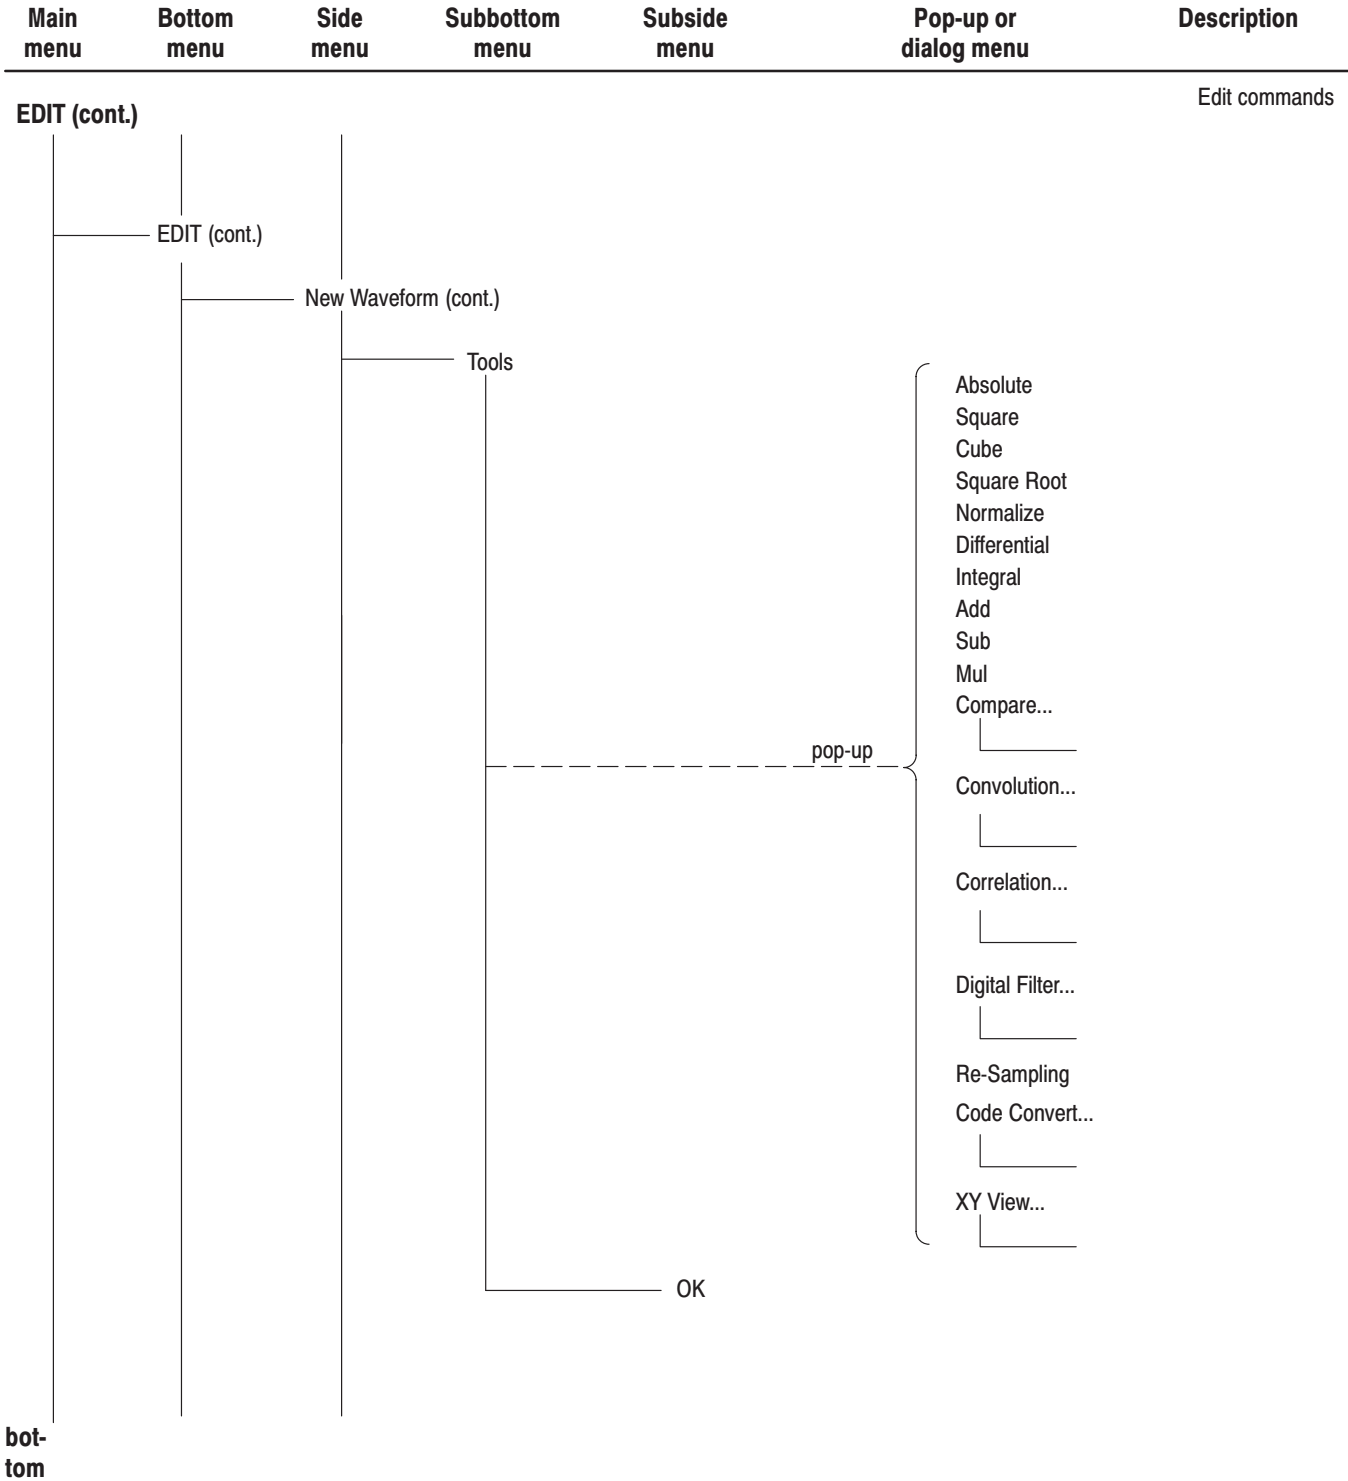 Main menu
Bottom menu
Side menu
Subbottom menu
Subside menu
Pop-up or dialog menu
Description
Edit commands
EDIT (cont.)
EDIT (cont.)
New Waveform (cont.)
Tools
Absolute
Square
Cube
Square Root
Normalize
Differential
Integral
Add
Sub
Mul
Compare...
pop-up
Convolution...
Correlation...
Digital Filter...
Re-Sampling
Code Convert...
XY View...
OK
bot-
tom